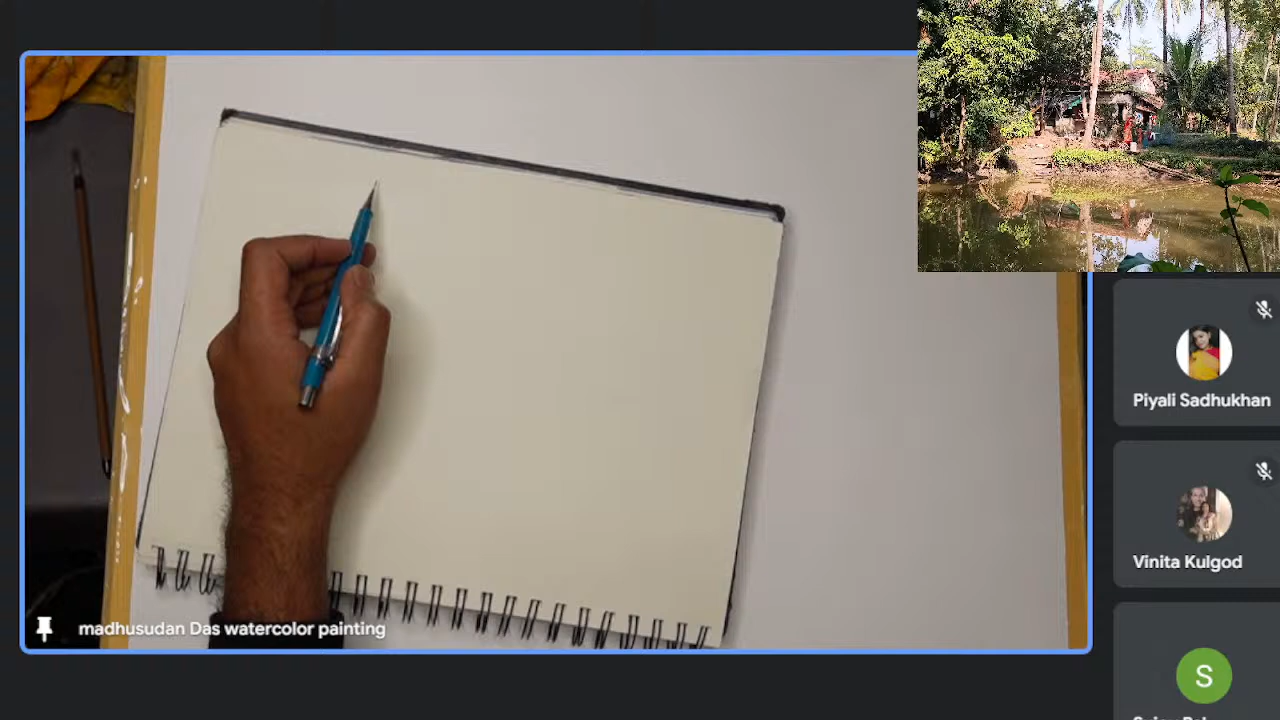 Piyali Sadhukhan
Vinita Kulgod
madhusudan Das watercolor painting
S